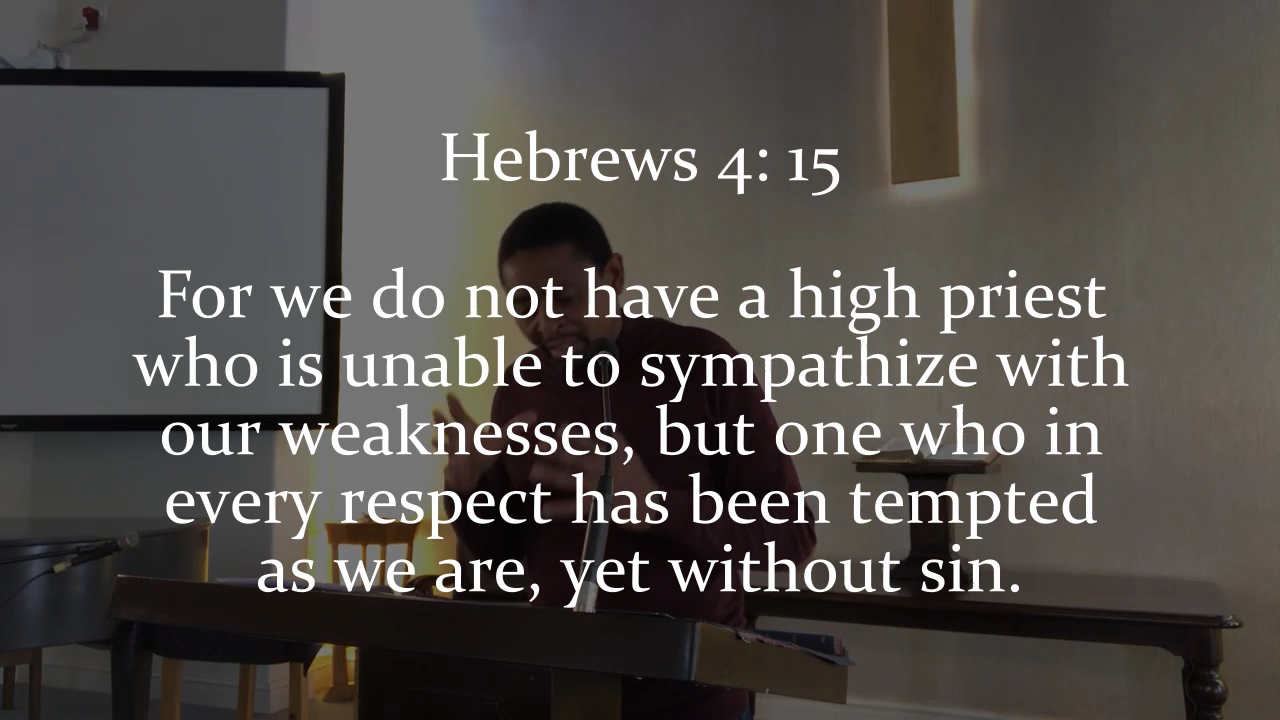 Hebrews 4: 15
For we do not have a high priest
who is unable to sympathize with
our weaknesses, but one who in
every respect has been tempted
as we are, yet without sin.